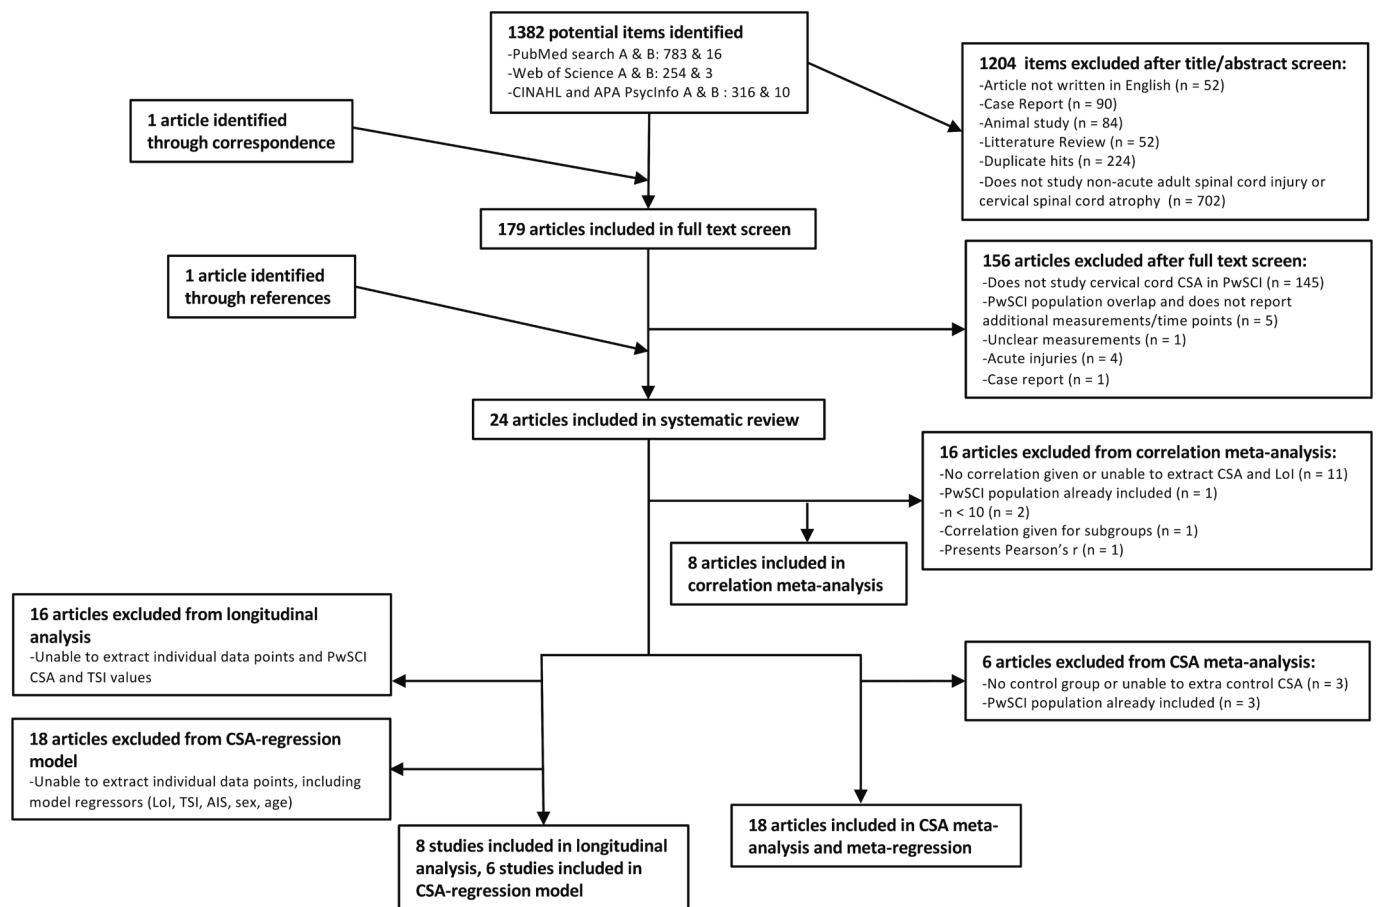 1382 potential items identified
-PubMed search A & B: 783 & 16
-Web of Science A & B: 254 & 3
-CINAHL and APA PsycInfo A & B : 316 & 10
1204 items excluded after title/abstract screen:
-Article not written in English (n = 52)
-Case Report (n = 90)
-Animal study (n = 84)
-Litterature Review (n = 52)
-Duplicate hits (n = 224)
-Does not study non-acute adult spinal cord injury or
cervical spinal cord atrophy (n = 702)
1 article identified
through correspondence
179 articles included in full text screen
1 article identified
through references
156 articles excluded after full text screen:
-Does not study cervical cord CSA in PwSCI (n = 145)
-PwSCI population overlap and does not report
additional measurements/time points (n = 5)
-Unclear measurements (n = 1)
-Acute injuries (n = 4)
-Case report (n = 1)
24 articles included in systematic review
16 articles excluded from correlation meta-analysis:
-No correlation given or unable to extract CSA and LoI (n = 11)
-PwSCI population already included (n = 1)
-n < 10 (n = 2)
-Correlation given for subgroups (n = 1)
-Presents Pearson's r (n = 1)
8 articles included in
correlation meta-analysis
16 articles excluded from longitudinal
analysis
-Unable to extract individual data points and PwSCI
CSA and TSI values
6 articles excluded from CSA meta-analysis:
-No control group or unable to extra control CSA (n = 3)
-PwSCI population already included (n = 3)
18 articles excluded from CSA-regression
model
-Unable to extract individual data points, including
model regressors (LoI, TSI, AIS, sex, age)
18 articles included in CSA meta-
analysis and meta-regression
8 studies included in longitudinal
analysis, 6 studies included in
CSA-regression model